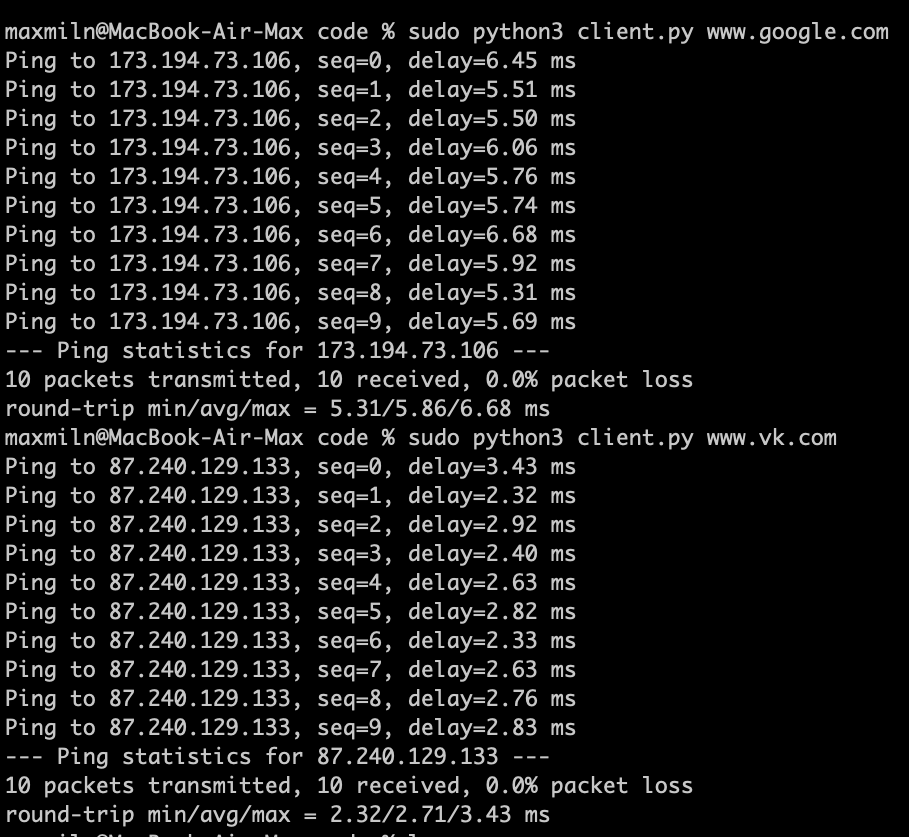 maxmiln@MacBook-Air-Max code % sudo python3 client.py www.google.com
Ping to 173.194.73.106, seq=0, delay=6.45 ms
Ping to 173.194.73.106, seq=1, delay=5.51 ms
Ping to 173.194.73.106, seq=2, delay=5.50 ms
Ping to 173.194.73.106, seq=3, delay=6.06 ms
Ping to 173.194.73.106, seq=4, delay=5.76 ms
Ping to 173.194.73.106, seq=5, delay=5.74 ms
Ping to 173.194.73.106, seq=6, delay=6.68 ms
Ping to 173.194.73.106, seq=7, delay=5.92 ms
Ping to 173.194.73.106, seq=8, delay=5.31 ms
Ping to 173.194.73.106, seq=9, delay=5.69 ms
--- Ping statistics for 173.194.73.106 ---
10 packets transmitted, 10 received, 0.0% packet loss
round-trip min/avg/max = 5.31/5.86/6.68 ms
maxmiln@MacBook-Air-Max code % sudo python3 client.py www.vk.com
Ping to 87.240.129.133, seq=0, delay=3.43 ms
Ping to 87.240.129.133, seq=1, delay=2.32 ms
Ping to 87.240.129.133, seq=2, delay=2.92 ms
Ping to 87.240.129.133, seq=3, delay=2.40 ms
Ping to 87.240.129.133, seq=4, delay=2.63 ms
Ping to 87.240.129.133, seq=5, delay=2.82 ms
Ping to 87.240.129.133, seq=6, delay=2.33 ms
Ping to 87.240.129.133, seq=7, delay=2.63 ms
Ping to 87.240.129.133, seq=8, delay=2.76 ms
Ping to 87.240.129.133, seq=9, delay=2.83 ms
--- Ping statistics for 87.240.129.133 ---
10 packets transmitted, 10 received, 0.0% packet loss
round-trip min/avg/max = 2.32/2.71/3.43 ms